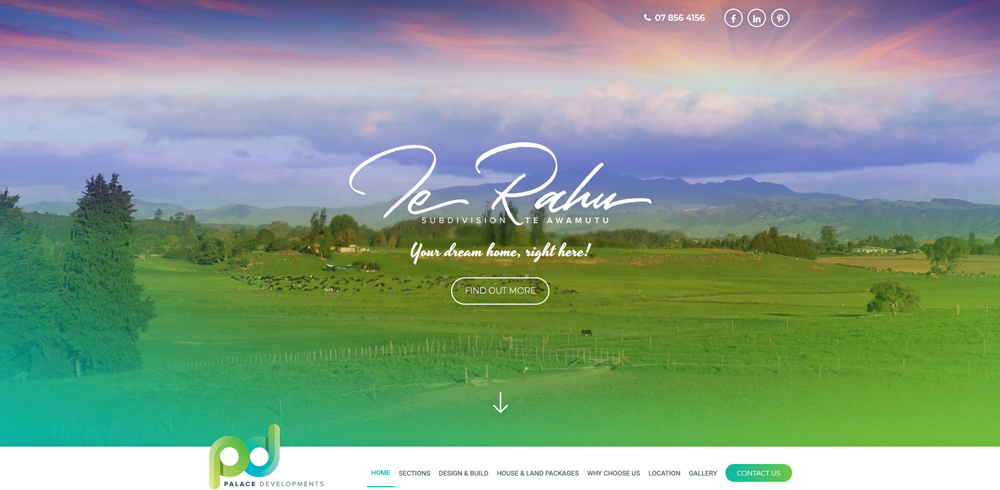 07 856 4156
Te Rahu
SUBDIVISION TE AWAMUTU
Your dream home, right here!
FIND OUT MORE
pd
PALACE DEVELOPMENTS
HOME SECTIONS DESIGN & BUILD HOUSE & LAND PACKAGES WHY CHOOSE US LOCATION GALLERY CONTACT US